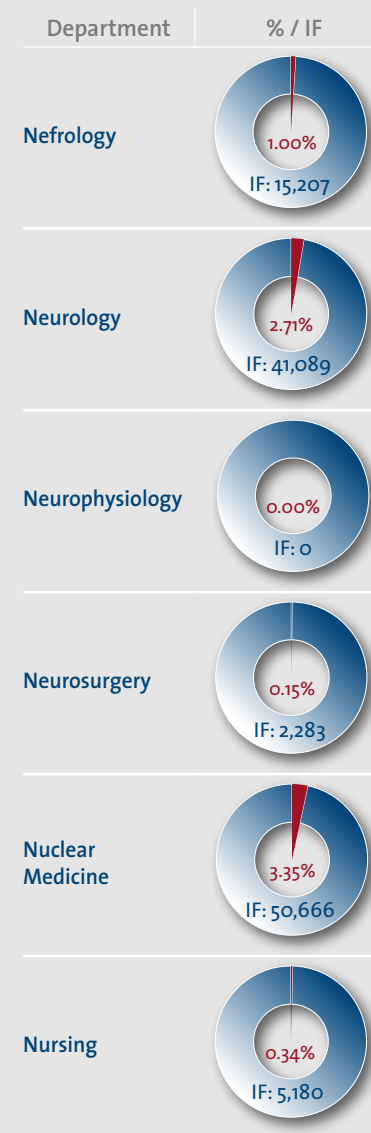 Department % / IF
Nefrology
1.00%
IF: 15,207
Neurology
2.71%
IF: 41,089
Neurophysiology
0.00%
IF: 0
Neurosurgery
0.15%
IF: 2,283
Nuclear
Medicine
3.35%
IF: 50,666
Nursing
0.34%
IF: 5,180